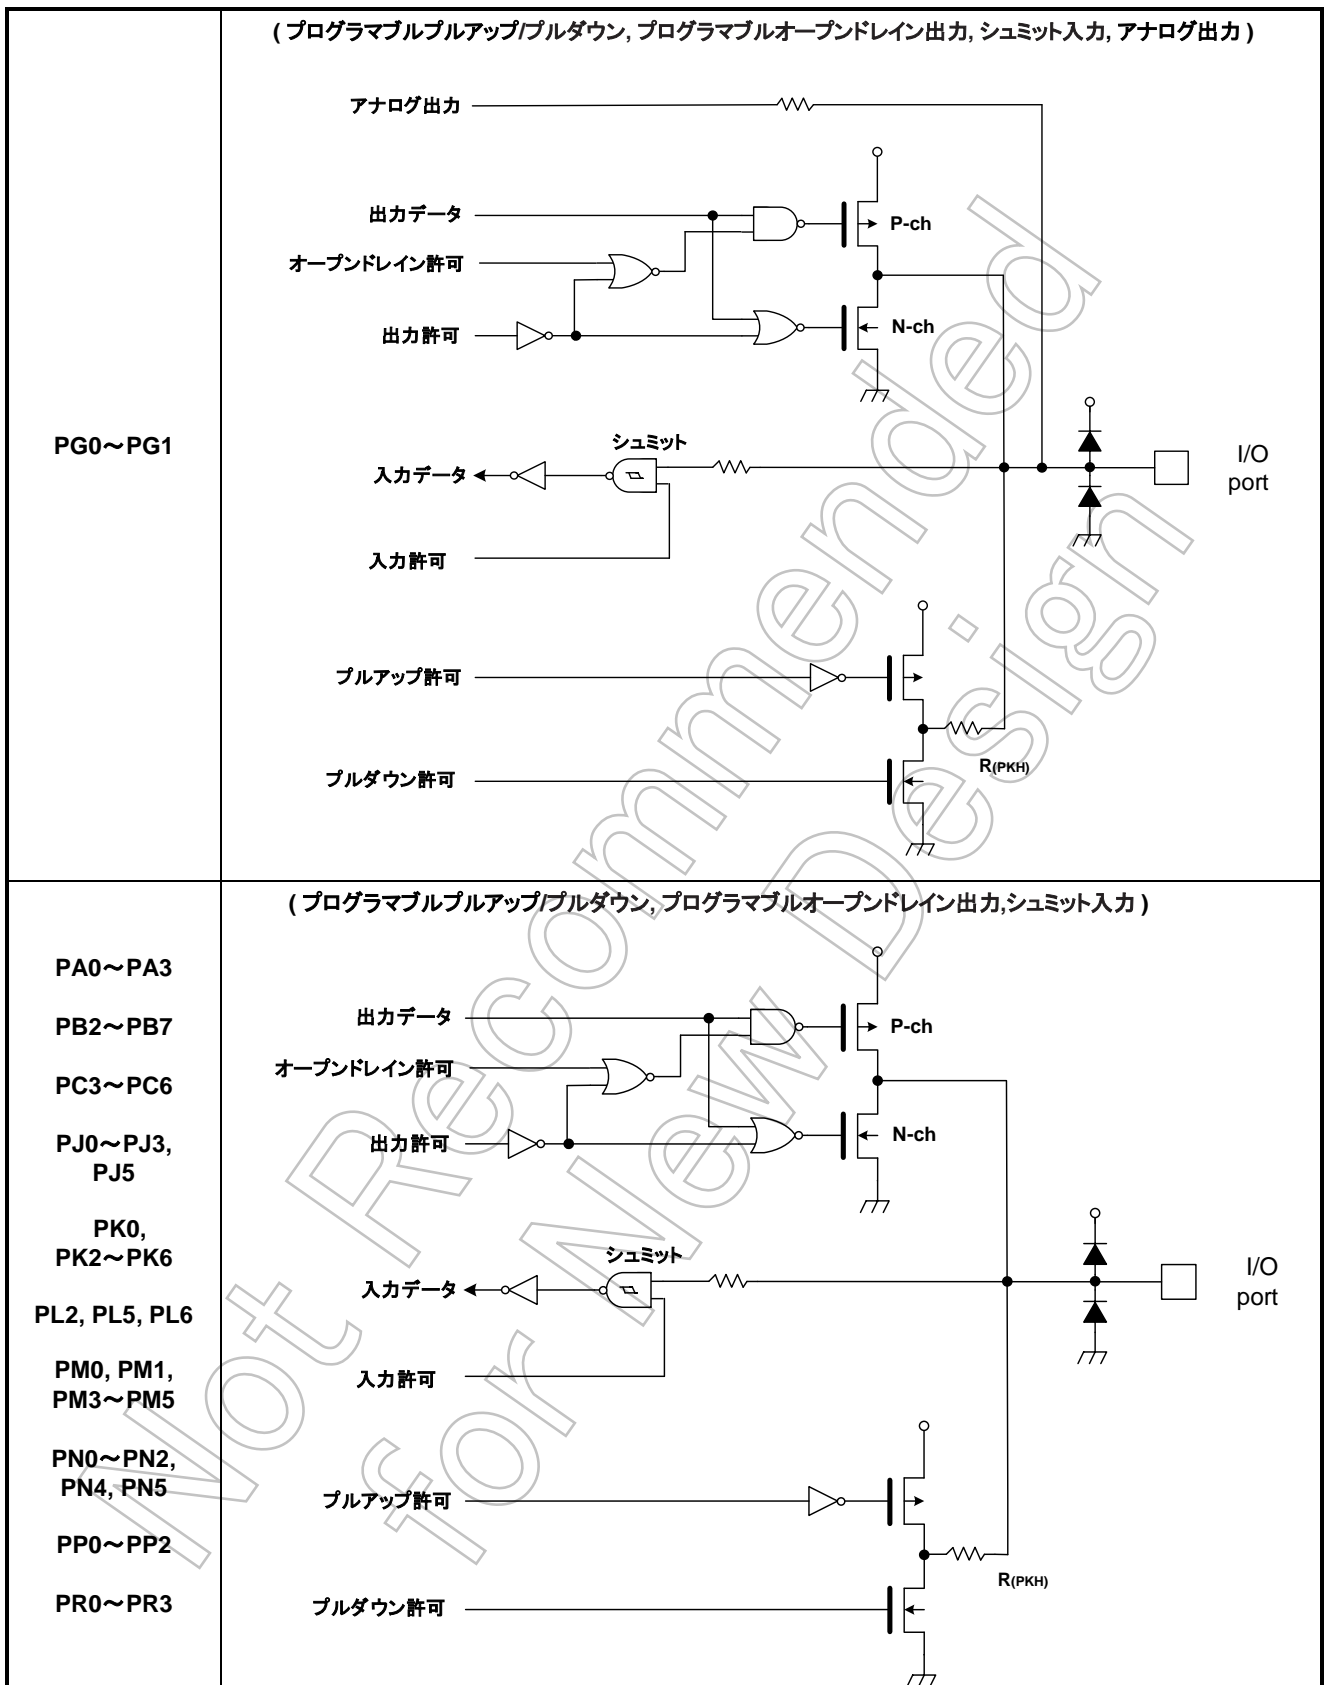 ( プログラマブルプルアップ/プルダウン, プログラマブルオープンドレイン出力, シュミット入力, アナログ出力 )
アナログ出力
出力データ
P-ch
オープンドレイン許可
出力許可
N-ch
PG0～PG1
シュミット
入力データ
I/O
port
入力許可
プルアップ許可
R(PKH)
プルダウン許可
( プログラマブルプルアップ/プルダウン, プログラマブルオープンドレイン出力,シュミット入力 )
PA0～PA3
PB2～PB7
PC3～PC6
PJ0～PJ3,
PJ5
PK0,
PK2～PK6
PL2, PL5, PL6
PM0, PM1,
PM3～PM5
PN0～PN2,
PN4, PN5
PP0～PP2
PR0～PR3
出力データ
P-ch
オープンドレイン許可
出力許可
N-ch
シュミット
入力データ
I/O
port
入力許可
プルアップ許可
R(PKH)
プルダウン許可
Not Recommended
for New Design